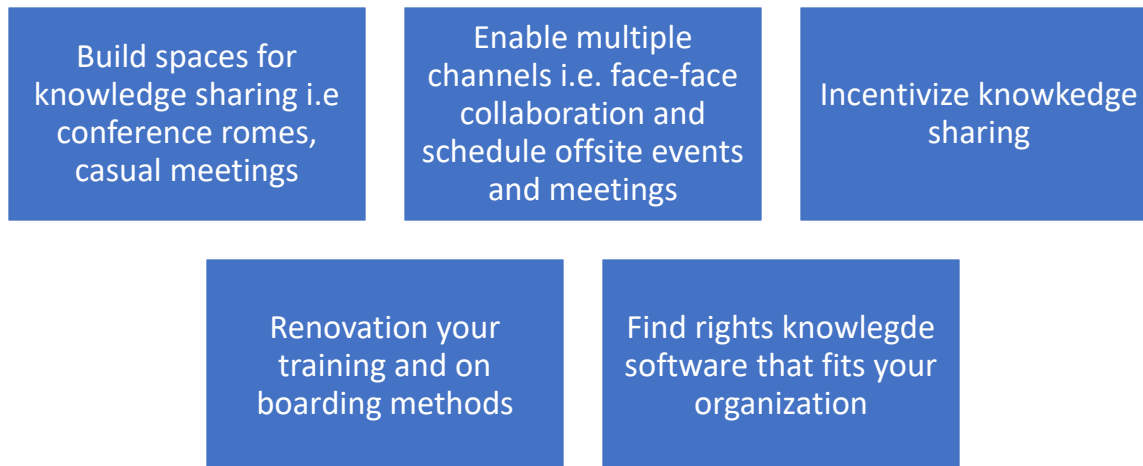 Build spaces for
knowledge sharing i.e
conference romes,
casual meetings
Enable multiple
channels i.e. face-face
collaboration and
schedule offsite events
and meetings
Incentivize knowkedge
sharing
Renovation your
training and on
boarding methods
Find rights knowlegde
software that fits your
organization